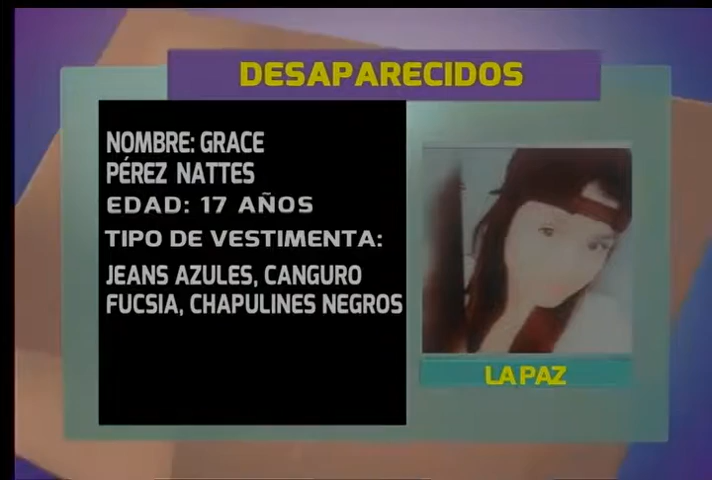 DESAPARECIDOS
NOMBRE: GRACE
PÉREZ NATTES
EDAD: 17 AÑOS
TIPO DE VESTIMENTA:
JEANS AZULES, CANGURO
FUCSIA, CHAPULINES NEGROS
LA PAZ